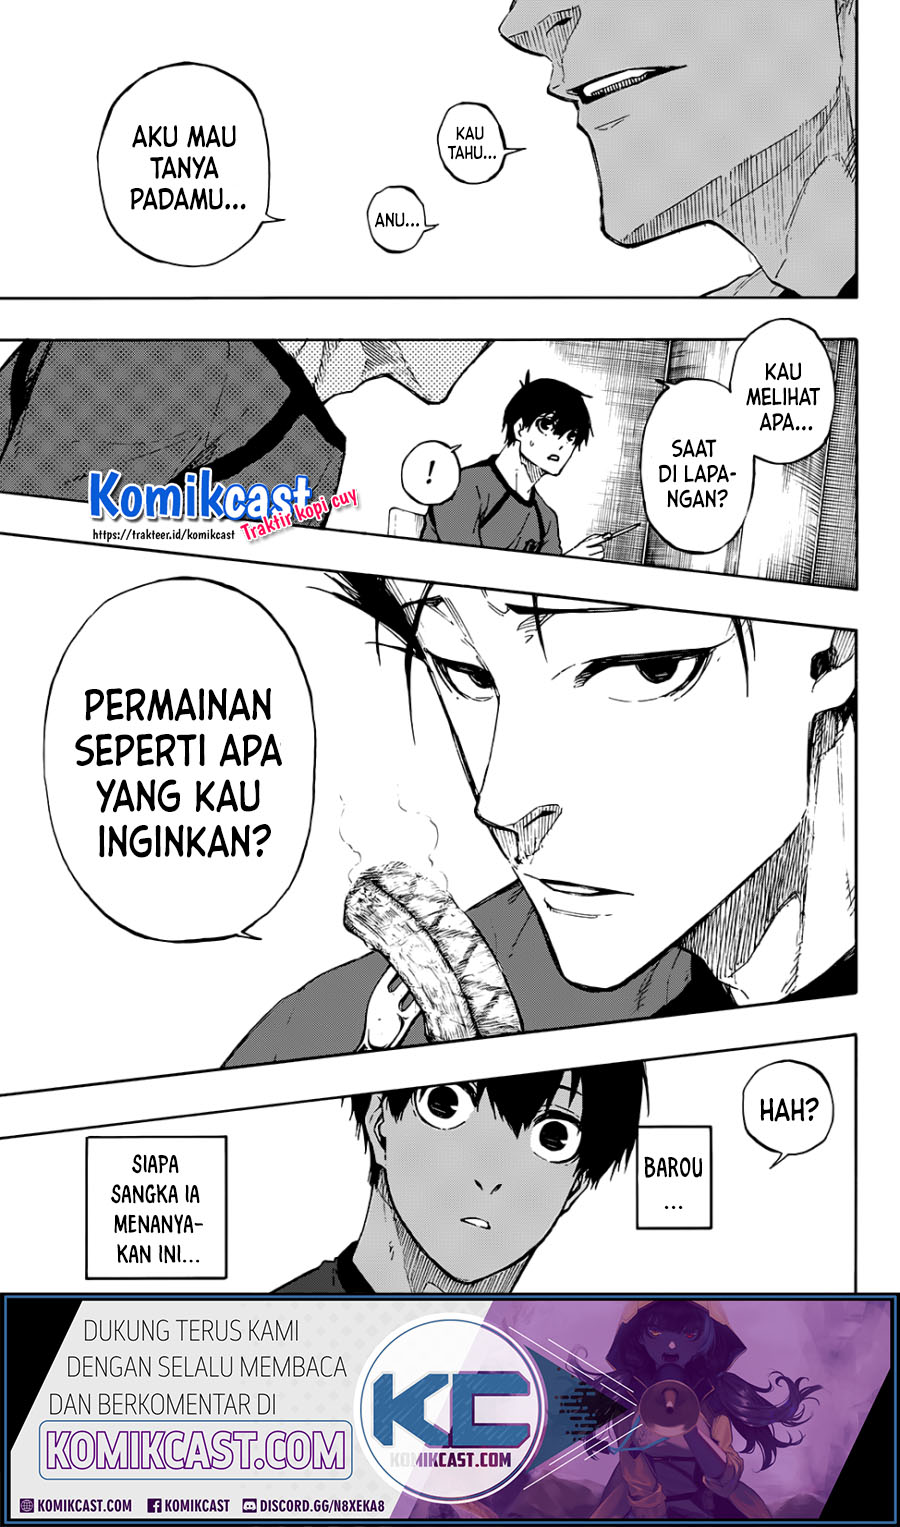 KAU
TAHU...
ANU...
AKU MAU
TANYA
PADAMU...
KAU
MELIHAT
APA...
SAAT
DI LAPA-
NGAN?
!
Komikcast
Traktir kopi cuy
https://trakteer.id/komikcast
PERMAINAN
SEPERTI APA
YANG KAU
INGINKAN?
HAH?
BAROU
...
SIAPA
SANGKA IA
MENANYA-
KAN INI...
DUKUNG TERUS KAMI
DENGAN SELALU MEMBACA
DAN BERKOMENTAR DI
KOMIKCAST.COM
KC
KOMIKCAST.COM
KOMIKCAST.COM
KOMIKCAST
DISCORD.GG/N8XEKA8